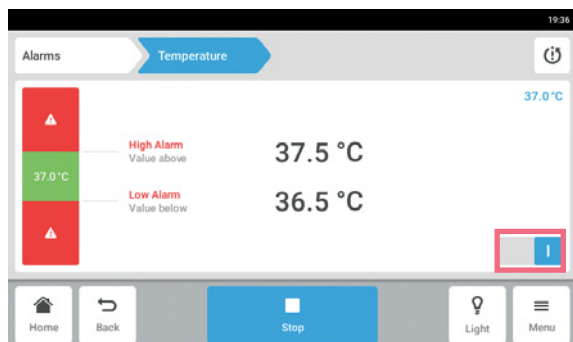 19:36
Alarms
Temperature
37.0 °C
High Alarm
Value above
37.5 °C
37.0 °C
Low Alarm
Value below
36.5 °C
I
Home
Back
Stop
Light
Menu